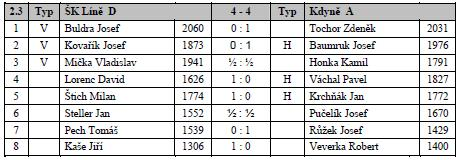 2.3 Typ ŠK Líně D 4 - 4 Typ Kdyně A
1 V Buldra Josef 2060 0 : 1 Tochor Zdeněk 2031
2 V Kovařík Josef 1873 0 : 1 H Baumruk Josef 1976
3 V Mička Vladislav 1941 ½ : ½ Honka Kamil 1791
4 Lorenc David 1626 1 : 0 H Váchal Pavel 1827
5 Štich Milan 1774 1 : 0 H Krchňák Jan 1772
6 Steller Jan 1552 ½ : ½ Pučelík Josef 1670
7 Pech Tomáš 1539 0 : 1 Růžek Josef 1429
8 Kaše Jiří 1306 1 : 0 Veverka Robert 1400